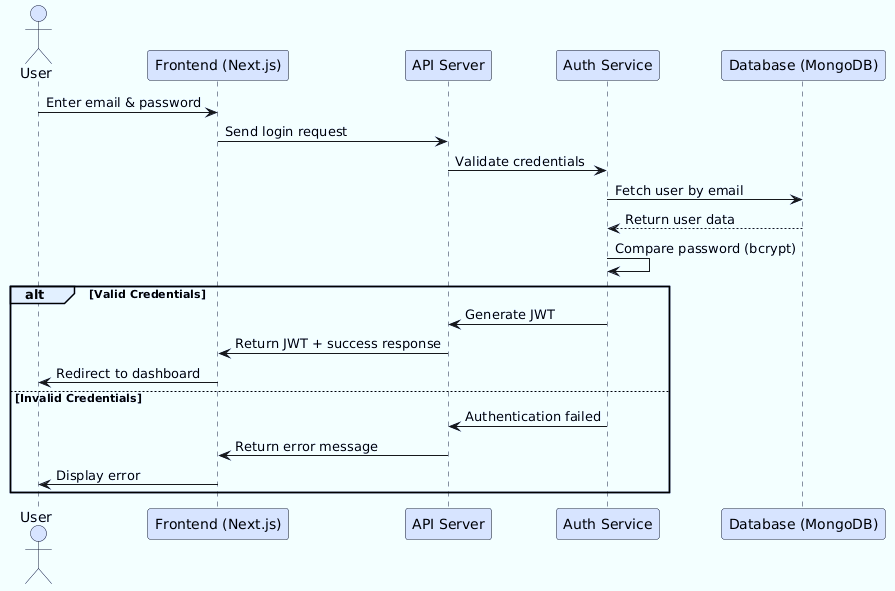 User
Frontend (Next.js)
API Server
Auth Service
Database (MongoDB)
Enter email & password
Send login request
Validate credentials
Fetch user by email
Return user data
Compare password (bcrypt)
alt
[Valid Credentials]
Generate JWT
Return JWT + success response
Redirect to dashboard
[Invalid Credentials]
Authentication failed
Return error message
Display error
User
Frontend (Next.js)
API Server
Auth Service
Database (MongoDB)